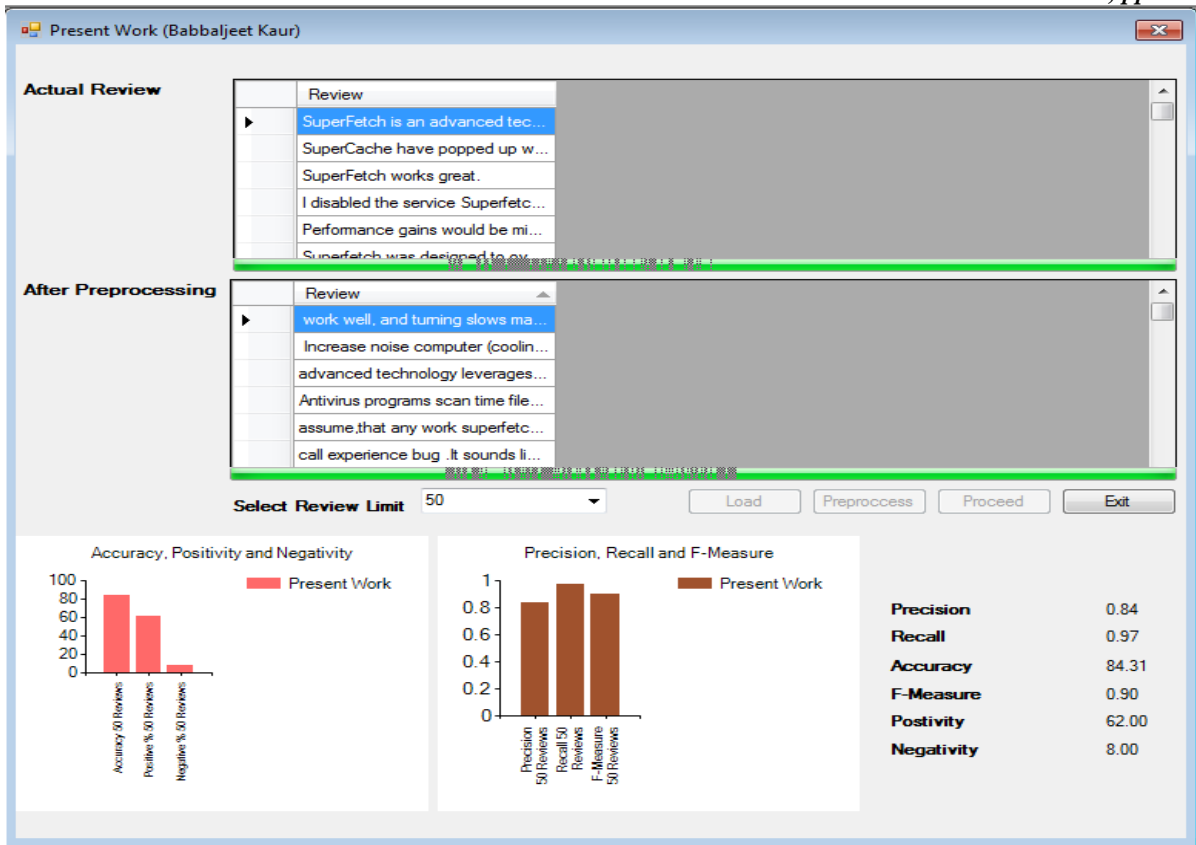 Present Work (Babbaljeet Kaur)
Actual Review
Review
SuperFetch is an advanced tec...
SuperCache have popped up w...
SuperFetch works great.
I disabled the service Superfetc...
Performance gains would be mi...
Superfetch was designed to ov...
After Preprocessing
Review
work well, and turning slows ma...
Increase noise computer (coolin...
advanced technology leverages...
Antivirus programs scan time file...
assume,that any work superfetc...
call experience bug .It sounds li...
Select Review Limit 50 Load Preproccess Proceed Exit
Accuracy, Positivity and Negativity
Present Work
100
80
60
40
20
0
Accuracy 50 Reviews
Positive % 50 Reviews
Negative % 50 Reviews
Precision, Recall and F-Measure
Present Work
1
0.8
0.6
0.4
0.2
0
Precision
50 Reviews
Recall 50
Reviews
F-Measure
50 Reviews
Precision 0.84
Recall 0.97
Accuracy 84.31
F-Measure 0.90
Postivity 62.00
Negativity 8.00